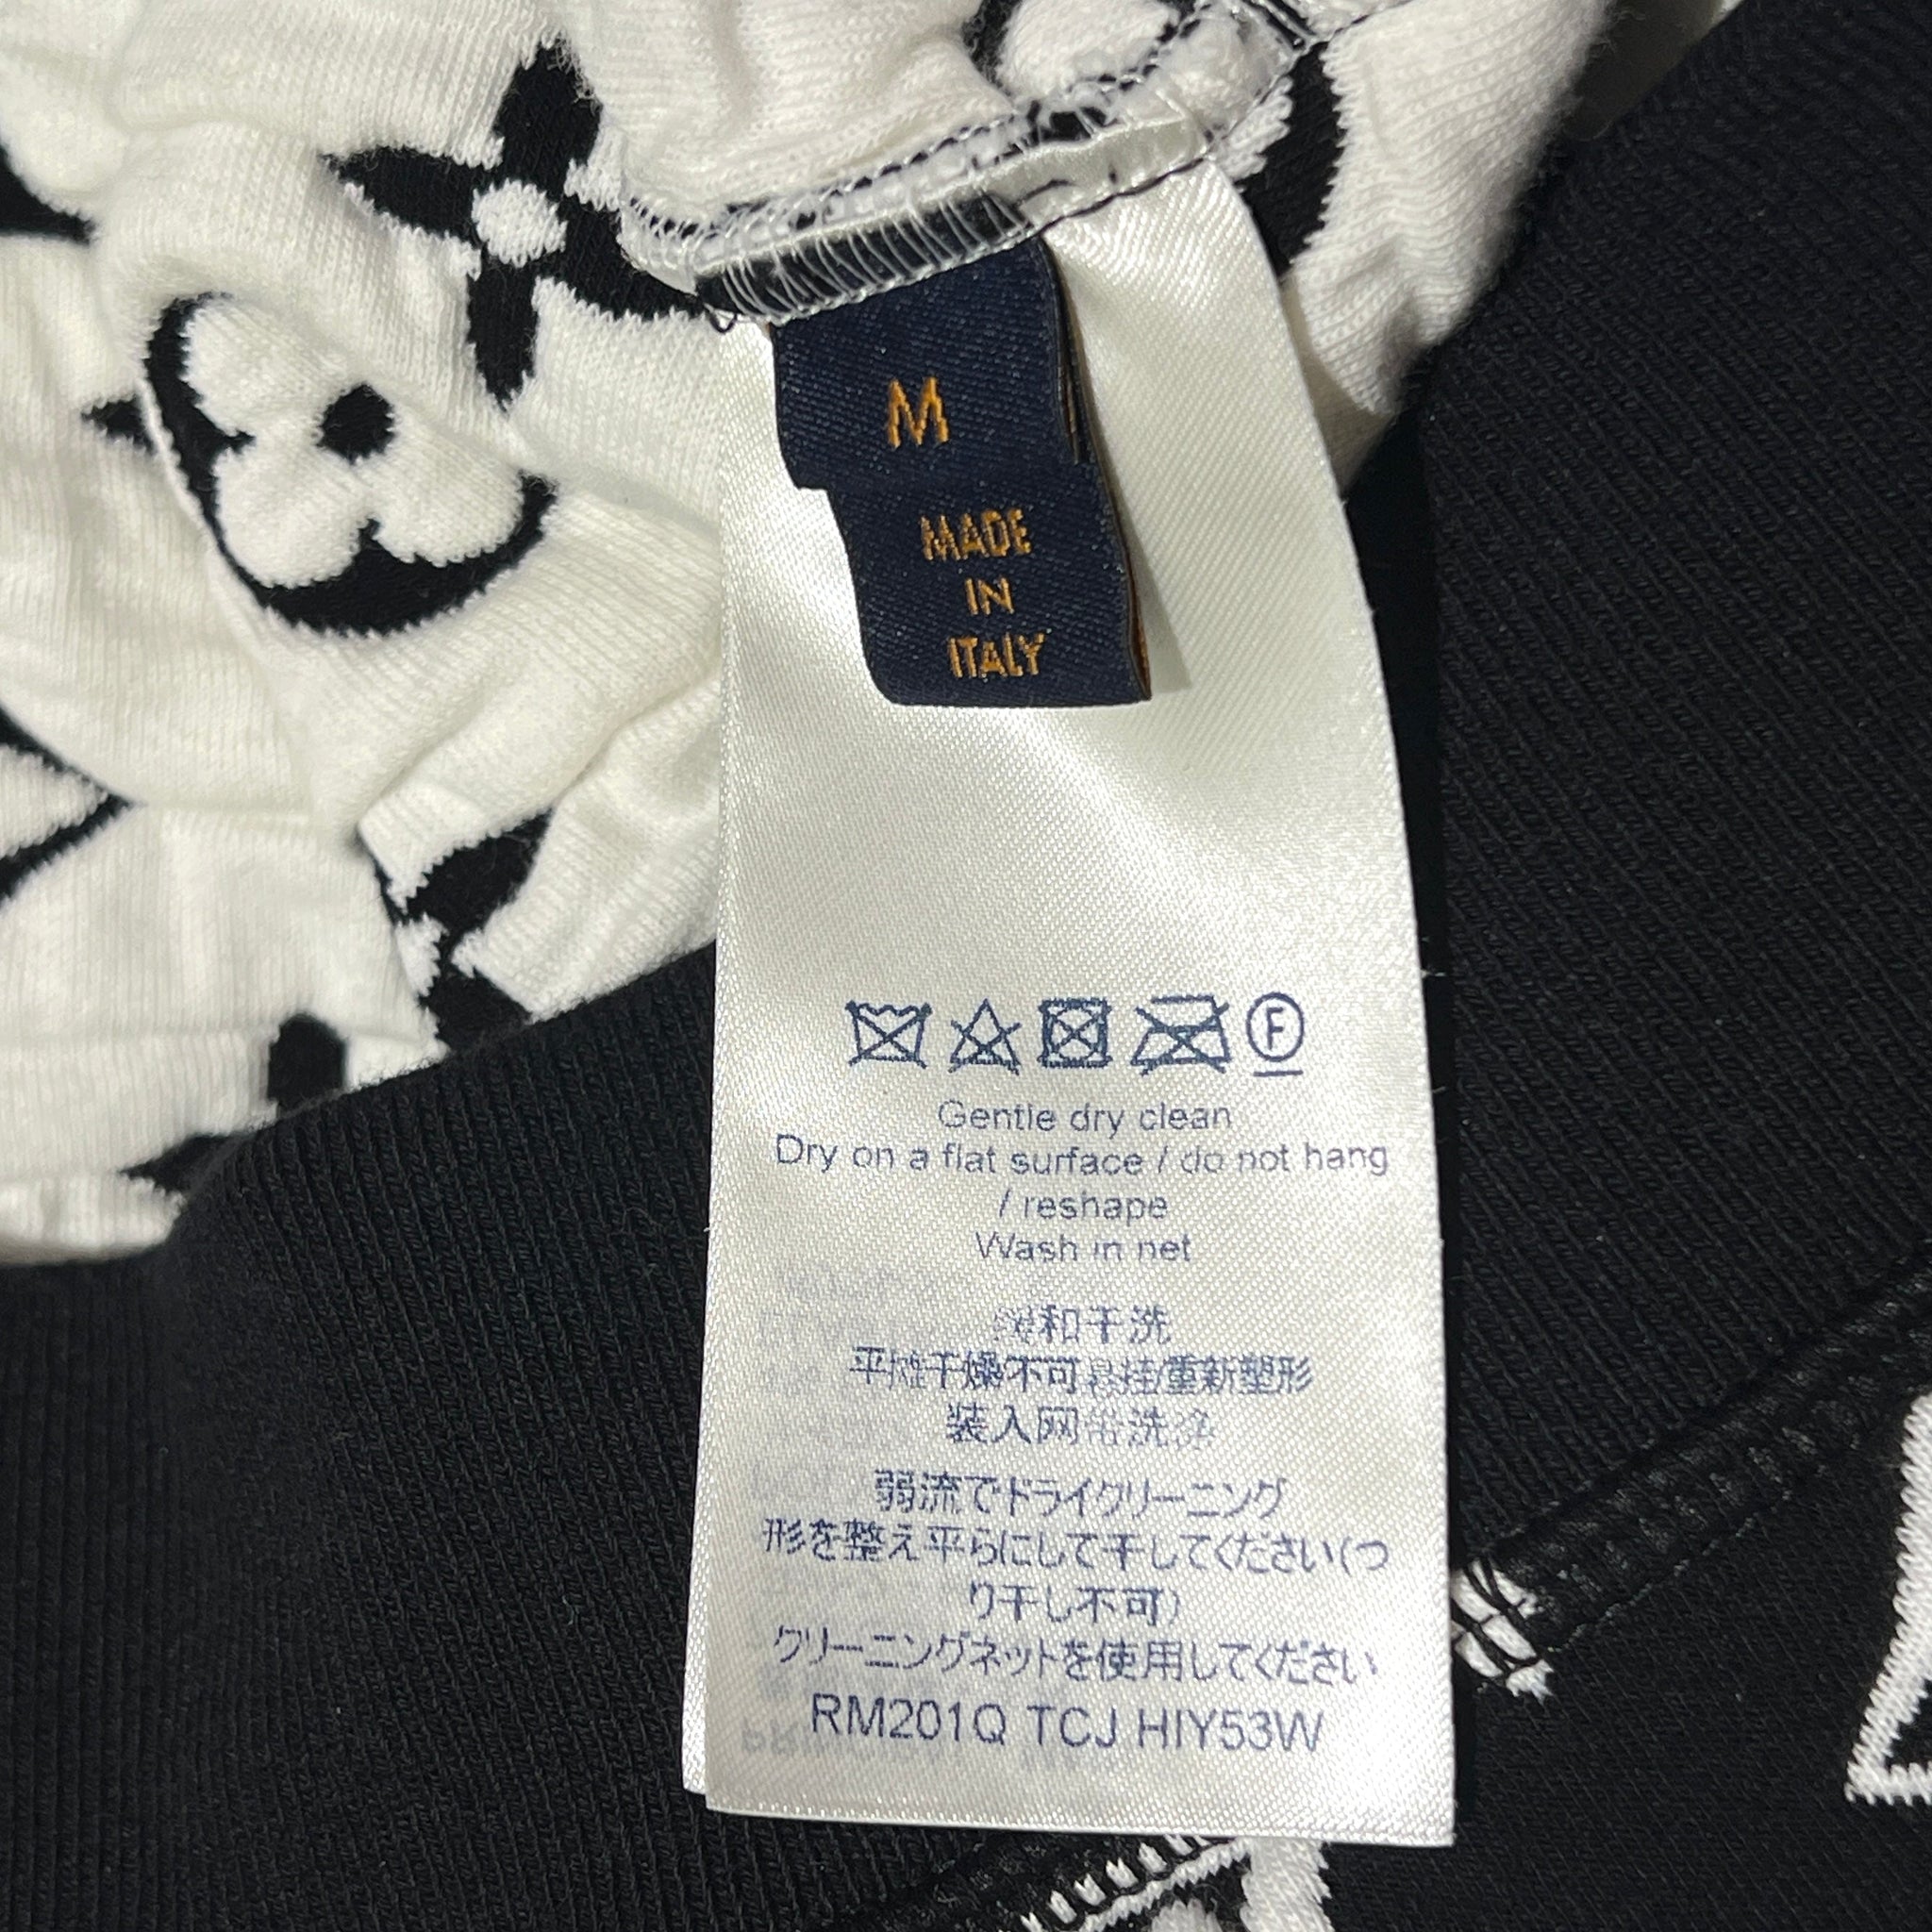 M
MADE
IN
ITALY
F
Gentle dry clean
Dry on a flat surface / do not hang
/ reshape
Wash in net
缓和干洗
平摊干燥不可悬挂/重新塑形
装入网袋洗净
弱流でドライクリーニング
形を整え平らにして干してください(つ
り干し不可)
クリーニングネットを使用してください
RM201Q TCJ HIY53W